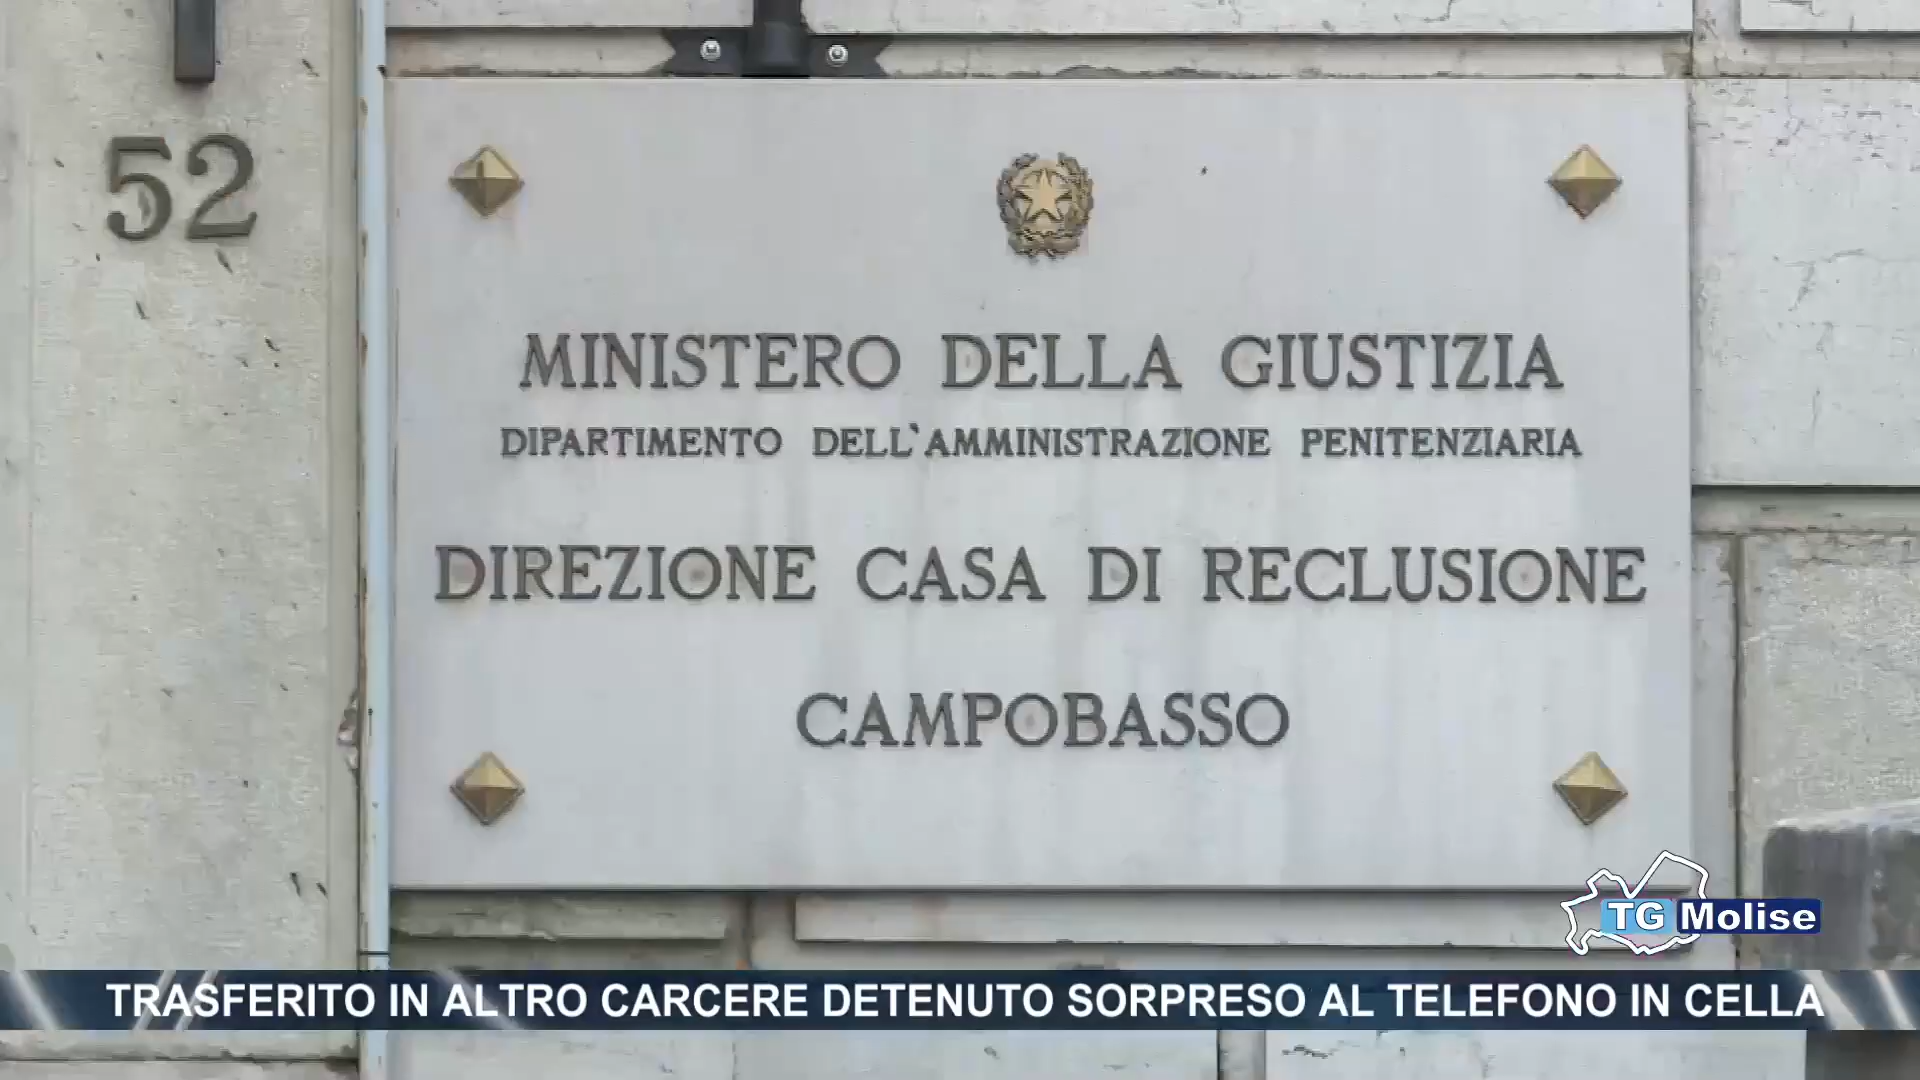 52
MINISTERO DELLA GIUSTIZIA
DIPARTIMENTO DELL'AMMINISTRAZIONE PENITENZIARIA
DIREZIONE CASA DI RECLUSIONE
CAMPOBASSO
TG Molise
TRASFERITO IN ALTRO CARCERE DETENUTO SORPRESO AL TELEFONO IN CELLA